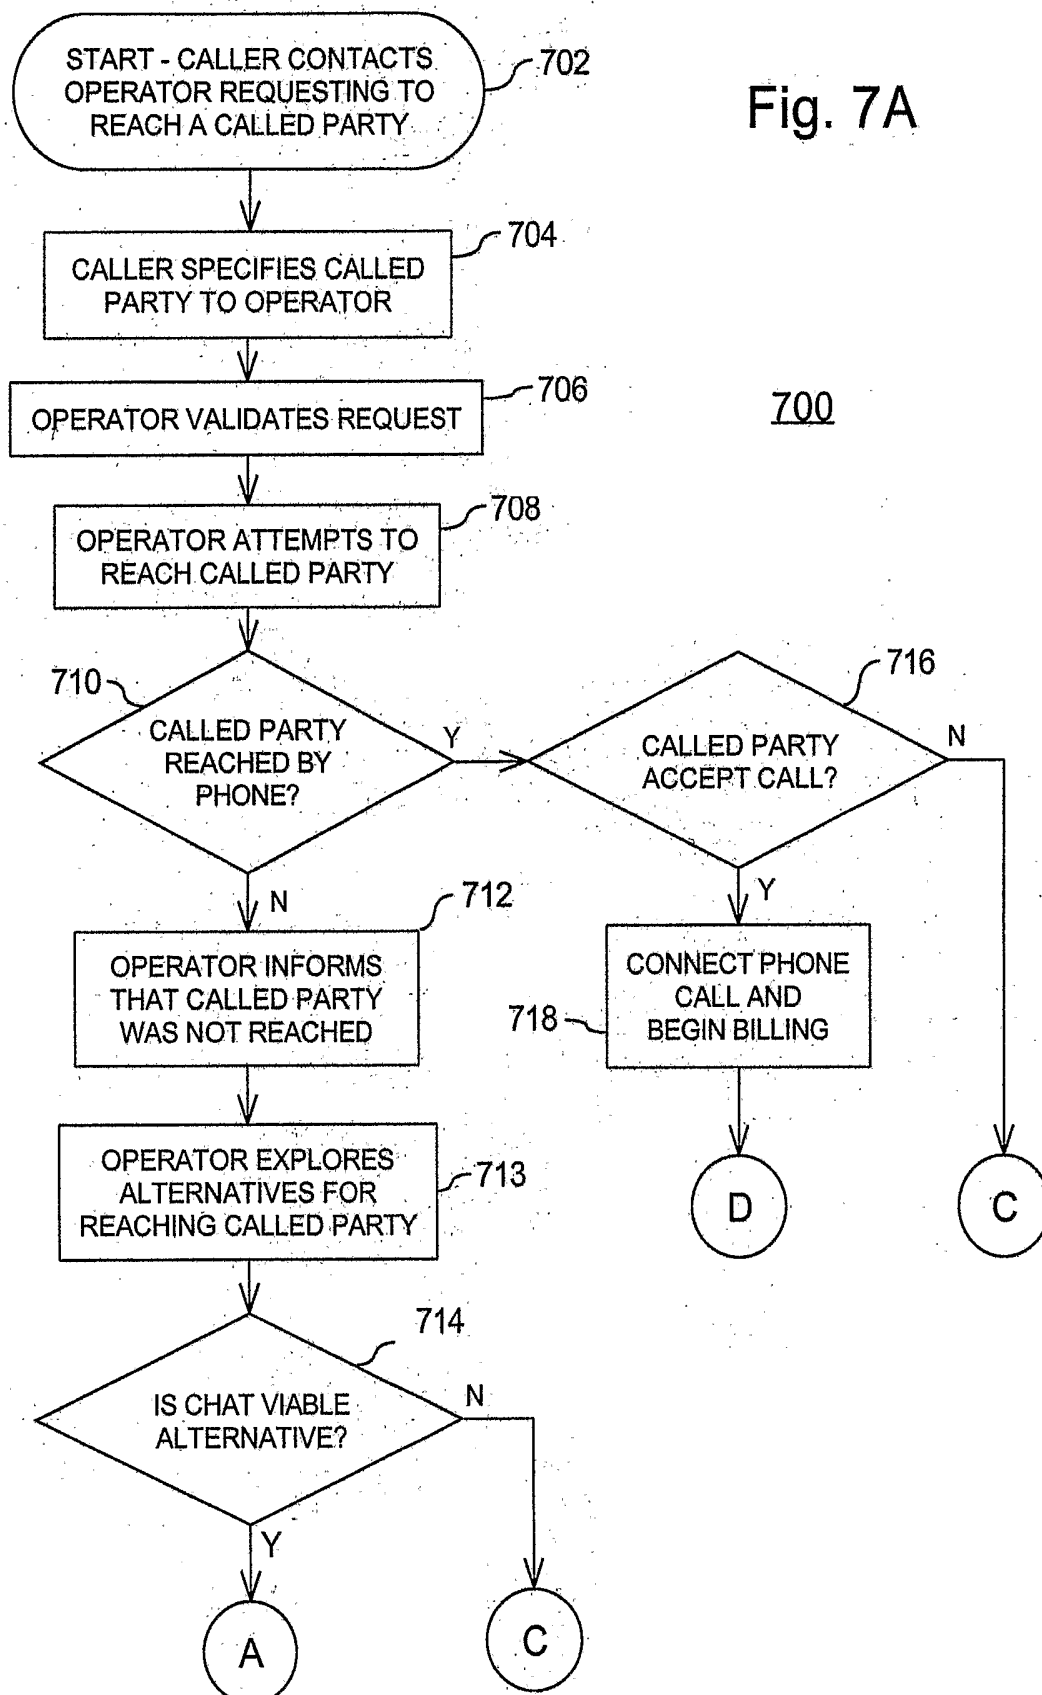 START - CALLER CONTACTS
OPERATOR REQUESTING TO
REACH A CALLED PARTY
702
Fig. 7A
704
CALLER SPECIFIES CALLED
PARTY TO OPERATOR
706
OPERATOR VALIDATES REQUEST
700
708
OPERATOR ATTEMPTS TO
REACH CALLED PARTY
710
CALLED PARTY
REACHED BY
PHONE?
Y
716
CALLED PARTY
ACCEPT CALL?
N
N
712
OPERATOR INFORMS
THAT CALLED PARTY
WAS NOT REACHED
Y
CONNECT PHONE
CALL AND
BEGIN BILLING
718
OPERATOR EXPLORES
ALTERNATIVES FOR
REACHING CALLED PARTY
713
D
C
714
IS CHAT VIABLE
ALTERNATIVE?
N
Y
A
C